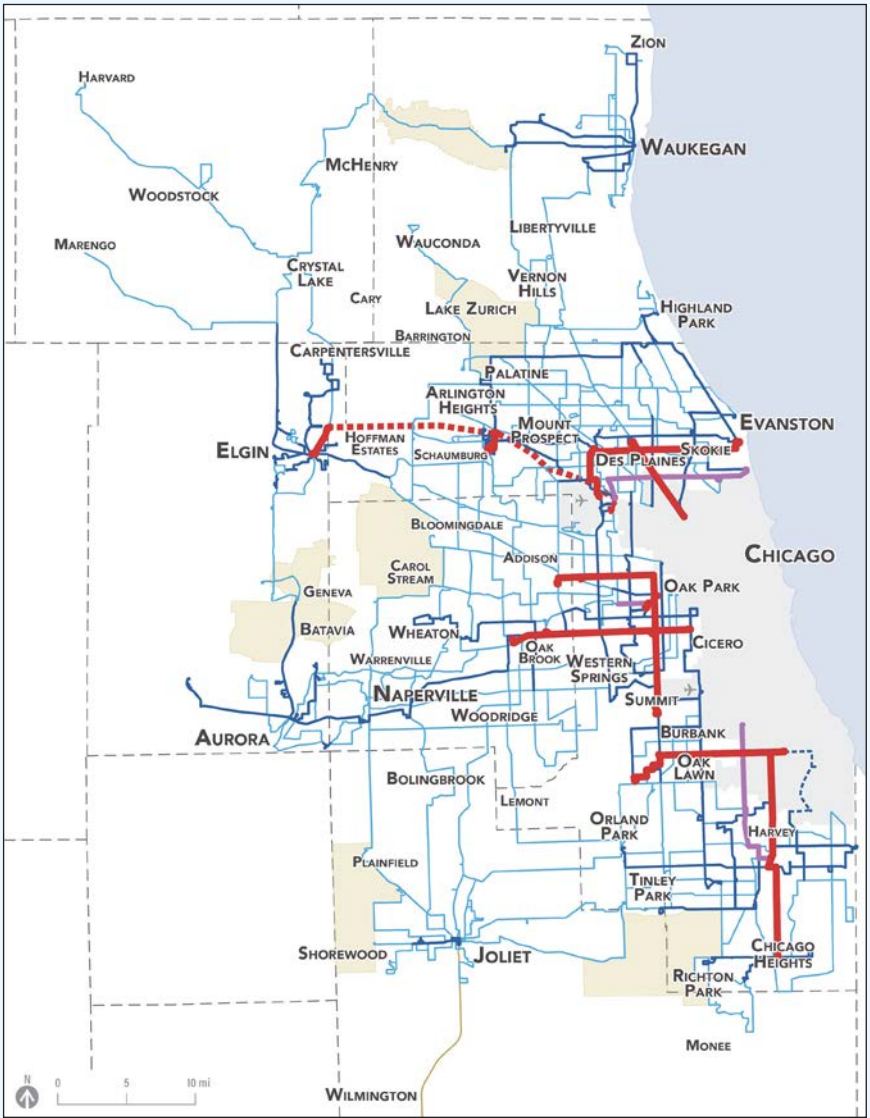 ZION
HARVARD
WAUKEGAN
MCHENRY
WOODSTOCK
LIBERTYVILLE
WAUCONDA
MARENGO
CRYSTAL
LAKE
VERNON
HILLS
CARY
LAKE ZURICH
HIGHLAND
PARK
BARRINGTON
CARPENTERSVILLE
PALATINE
ARLINGTON
HEIGHTS
MOUNT
PROSPECT
EVANSTON
ELGIN
HOFFMAN
ESTATES
SCHAUMBURG
SKOKIE
DES PLAINES
BLOOMINGDALE
CHICAGO
ADDISON
CAROL
STREAM
GENEVA
OAK PARK
BATAVIA
WHEATON
CICERO
OAK
BROOK
WESTERN
SPRINGS
WARRENVILLE
NAPERVILLE
SUMMIT
WOODRIDGE
AURORA
BURBANK
OAK
LAWN
BOLINGBROOK
LEMONT
ORLAND
PARK
HARVEY
PLAINFIELD
TINLEY
PARK
SHOREWOOD
JOLIET
CHICAGO
HEIGHTS
RICHTON
PARK
MONEE
N
0 5 10 mi
WILMINGTON